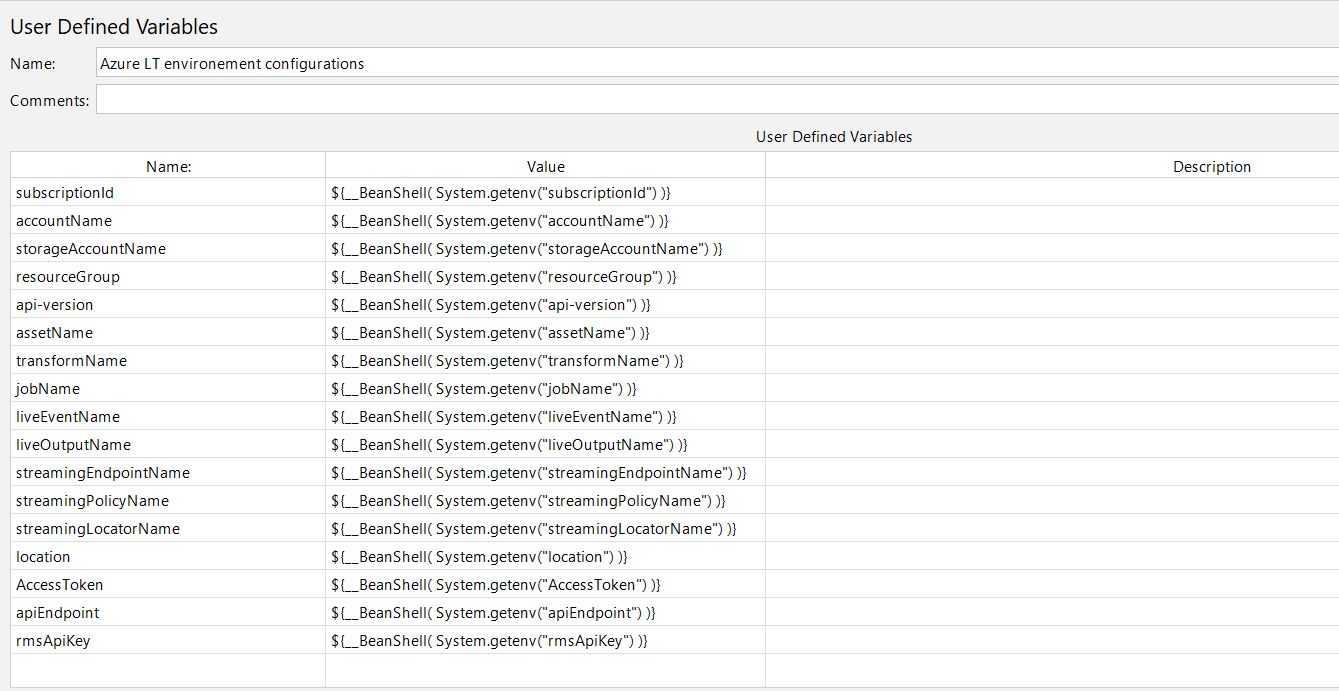 User Defined Variables
Name: Azure LT environement configurations
Comments:
User Defined Variables
Name: Value Description
subscriptionId ${__BeanShell( System.getenv("subscriptionId") )}
accountName ${__BeanShell( System.getenv("accountName") )}
storageAccountName ${__BeanShell( System.getenv("storageAccountName") )}
resourceGroup ${__BeanShell( System.getenv("resourceGroup") )}
api-version ${__BeanShell( System.getenv("api-version") )}
assetName ${__BeanShell( System.getenv("assetName") )}
transformName ${__BeanShell( System.getenv("transformName") )}
jobName ${__BeanShell( System.getenv("jobName") )}
liveEventName ${__BeanShell( System.getenv("liveEventName") )}
liveOutputName ${__BeanShell( System.getenv("liveOutputName") )}
streamingEndpointName ${__BeanShell( System.getenv("streamingEndpointName") )}
streamingPolicyName ${__BeanShell( System.getenv("streamingPolicyName") )}
streamingLocatorName ${__BeanShell( System.getenv("streamingLocatorName") )}
location ${__BeanShell( System.getenv("location") )}
AccessToken ${__BeanShell( System.getenv("AccessToken") )}
apiEndpoint ${__BeanShell( System.getenv("apiEndpoint") )}
rmsApiKey ${__BeanShell( System.getenv("rmsApiKey") )}